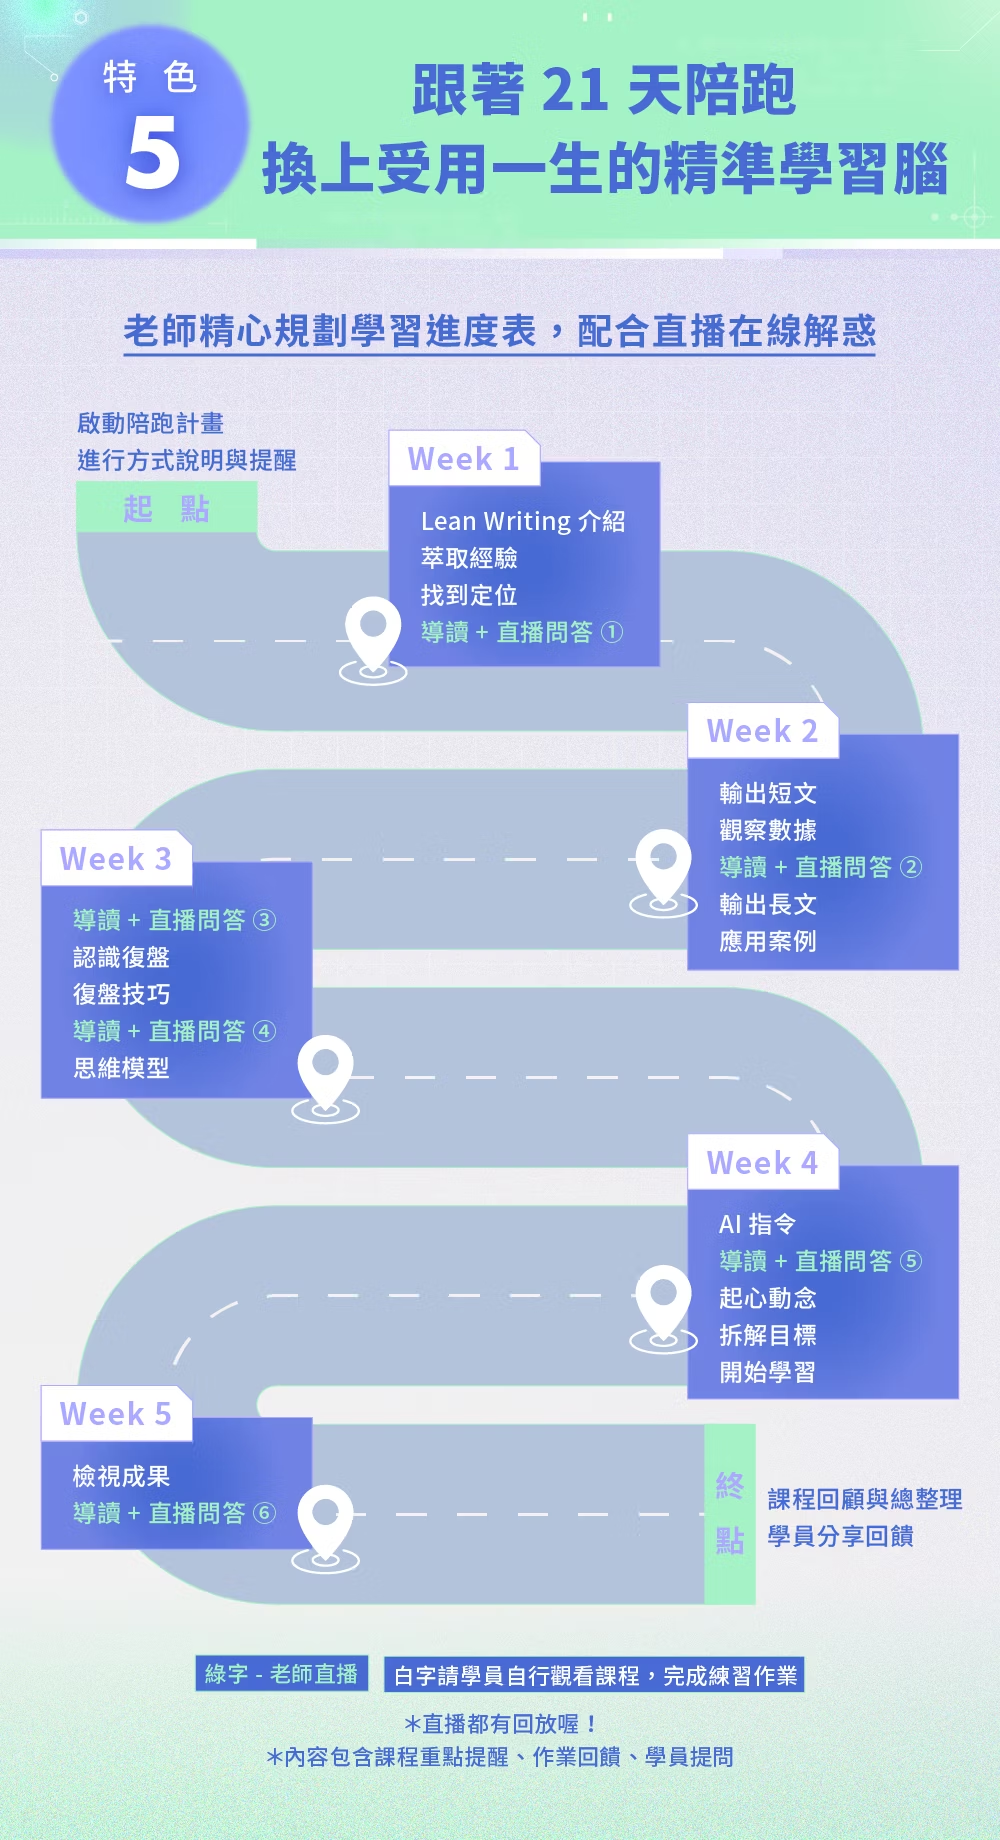 特色
5
跟著 21 天陪跑
換上受用一生的精準學習腦
老師精心規劃學習進度表，配合直播在線解惑
啟動陪跑計畫
進行方式說明與提醒
起點
Week 1
Lean Writing 介紹
萃取經驗
找到定位
導讀 + 直播問答 ①
Week 2
輸出短文
觀察數據
導讀 + 直播問答 ②
輸出長文
應用案例
Week 3
導讀 + 直播問答 ③
認識復盤
復盤技巧
導讀 + 直播問答 ④
思維模型
Week 4
AI 指令
導讀 + 直播問答 ⑤
起心動念
拆解目標
開始學習
Week 5
檢視成果
導讀 + 直播問答 ⑥
終點
課程回顧與總整理
學員分享回饋
綠字 - 老師直播
白字請學員自行觀看課程，完成練習作業
＊直播都有回放喔！
＊內容包含課程重點提醒、作業回饋、學員提問